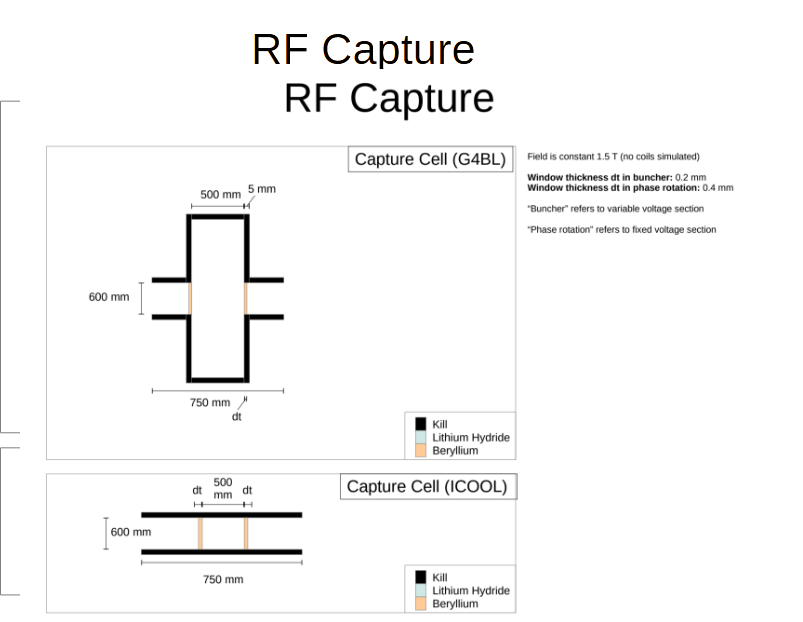 RF Capture
RF Capture
Capture Cell (G4BL)
500 mm
5 mm
600 mm
750 mm
dt
Kill
Lithium Hydride
Beryllium
Field is constant 1.5 T (no coils simulated)
Window thickness dt in buncher: 0.2 mm
Window thickness dt in phase rotation: 0.4 mm
“Buncher” refers to variable voltage section
“Phase rotation” refers to fixed voltage section
Capture Cell (ICOOL)
dt
500
mm
dt
600 mm
750 mm
Kill
Lithium Hydride
Beryllium